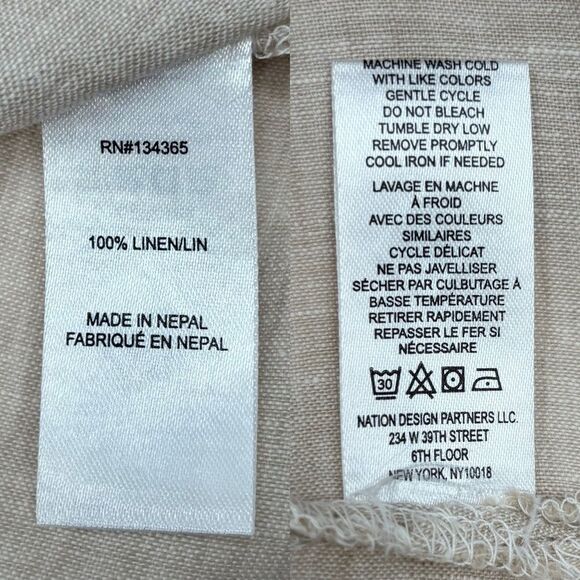 RN#134365
100% LINEN/LIN
MADE IN NEPAL
FABRIQUÉ EN NEPAL
MACHINE WASH COLD
WITH LIKE COLORS
GENTLE CYCLE
DO NOT BLEACH
TUMBLE DRY LOW
REMOVE PROMPTLY
COOL IRON IF NEEDED
LAVAGE EN MACHNE
À FROID
AVEC DES COULEURS
SIMILAIRES
CYCLE DÉLICAT
NE PAS JAVELLISER
SÉCHER PAR CULBUTAGE À
BASSE TEMPÉRATURE
RETIRER RAPIDEMENT
REPASSER LE FER SI
NÉCESSAIRE
30
NATION DESIGN PARTNERS LLC.
234 W 39TH STREET
6TH FLOOR
NEW YORK, NY10018